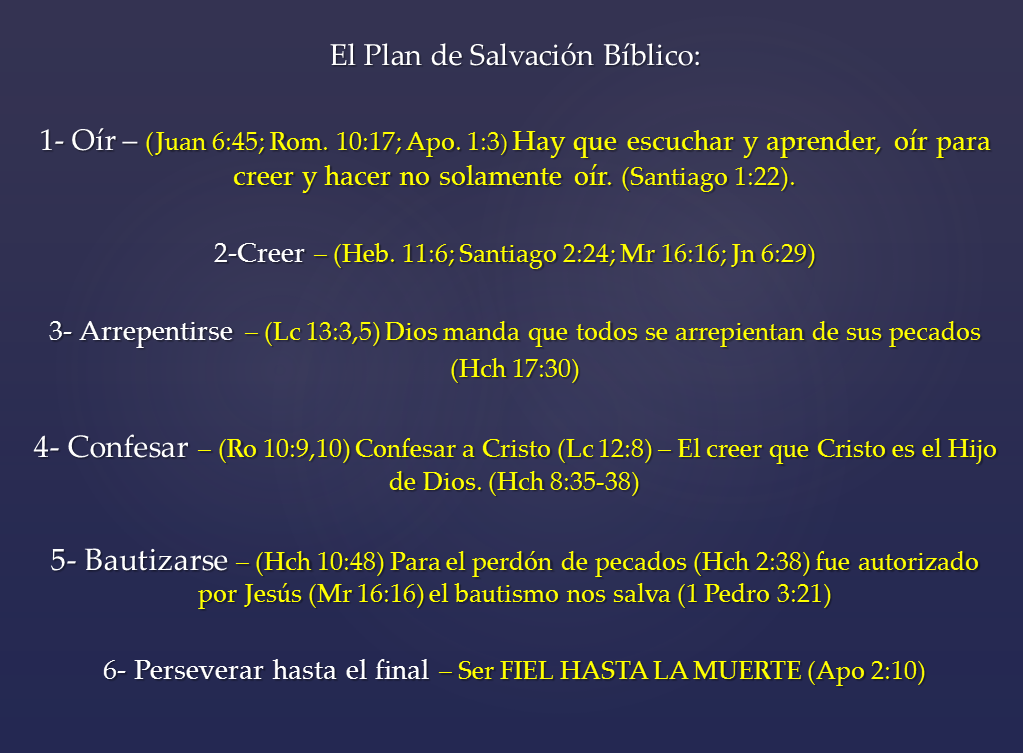 El Plan de Salvación Bíblico:
1- Oír – (Juan 6:45; Rom. 10:17; Apo. 1:3) Hay que escuchar y aprender, oír para
creer y hacer no solamente oír. (Santiago 1:22).
2-Creer – (Heb. 11:6; Santiago 2:24; Mr 16:16; Jn 6:29)
3- Arrepentirse – (Lc 13:3,5) Dios manda que todos se arrepientan de sus pecados
(Hch 17:30)
4- Confesar – (Ro 10:9,10) Confesar a Cristo (Lc 12:8) – El creer que Cristo es el Hijo
de Dios. (Hch 8:35-38)
5- Bautizarse – (Hch 10:48) Para el perdón de pecados (Hch 2:38) fue autorizado
por Jesús (Mr 16:16) el bautismo nos salva (1 Pedro 3:21)
6- Perseverar hasta el final – Ser FIEL HASTA LA MUERTE (Apo 2:10)